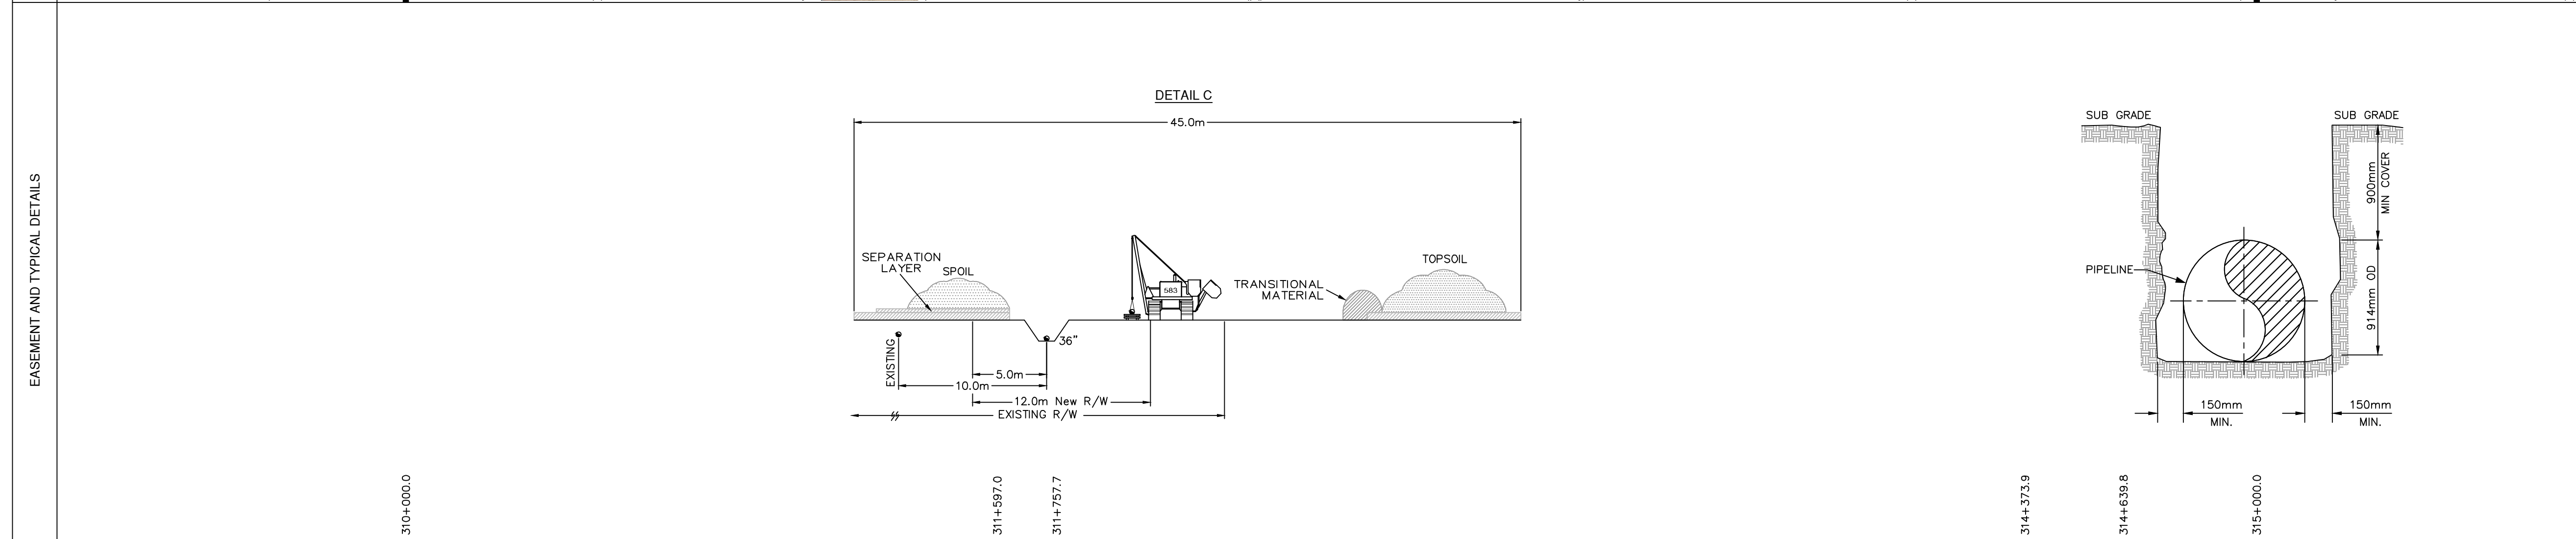 EASEMENT AND TYPICAL DETAILS
DETAIL C
45.0m
SEPARATION
LAYER
SPOIL
583
TRANSITIONAL
MATERIAL
TOPSOIL
EXISTING
36"
5.0m
10.0m
12.0m New R/W
EXISTING R/W
SUB GRADE
SUB GRADE
900mm
MIN COVER
PIPELINE
914mm OD
150mm
MIN.
150mm
MIN.
310+000.0
311+597.0
311+757.7
314+373.9
314+639.8
315+000.0